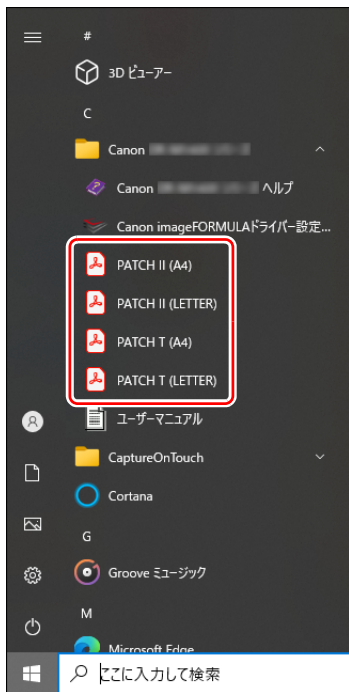 #
3D ビューアー
C
Canon
Canon ヘルプ
Canon imageFORMULAドライバー設定...
PATCH II (A4)
PATCH II (LETTER)
PATCH T (A4)
PATCH T (LETTER)
ユーザーマニュアル
CaptureOnTouch
Cortana
G
Groove ミュージック
M
Microsoft Edge
ここに入力して検索